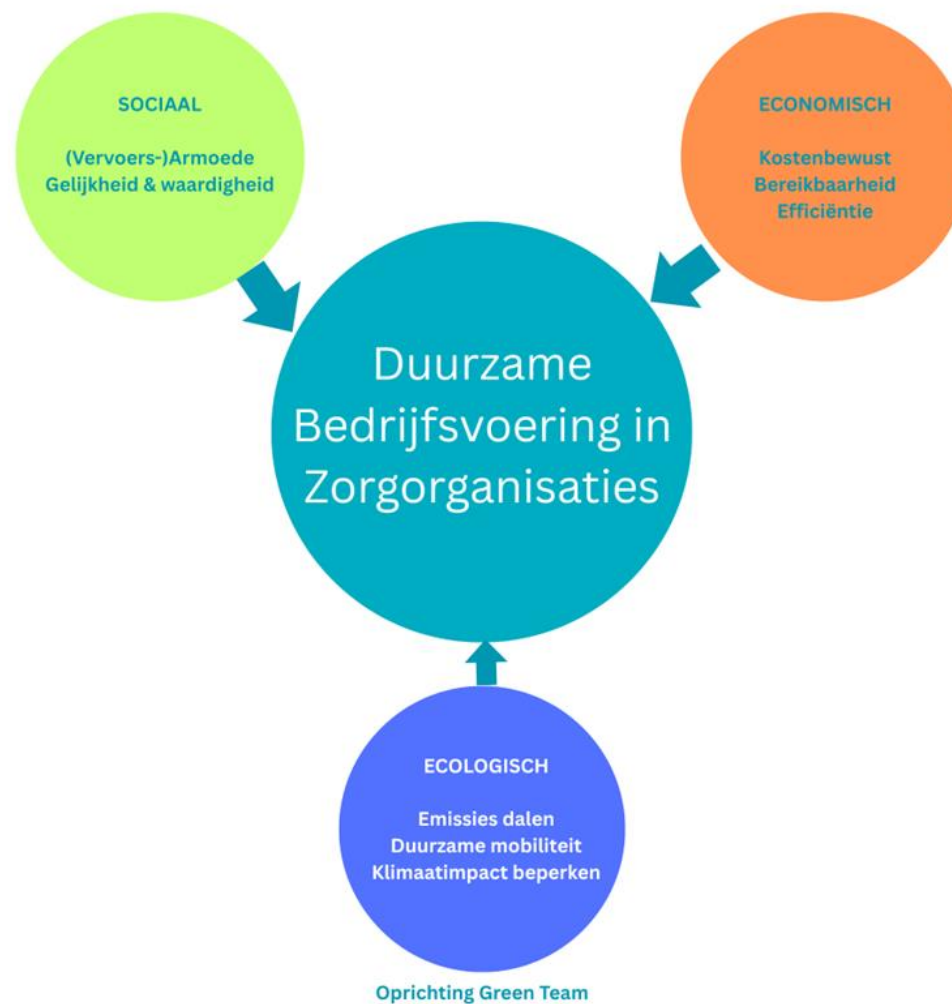 SOCIAAL
(Vervoers-)Armoede
Gelijkheid & waardigheid
ECONOMISCH
Kostenbewust
Bereikbaarheid
Efficiëntie
Duurzame
Bedrijfsvoering in
Zorgorganisaties
ECOLOGISCH
Emissies dalen
Duurzame mobiliteit
Klimaatimpact beperken
Oprichting Green Team